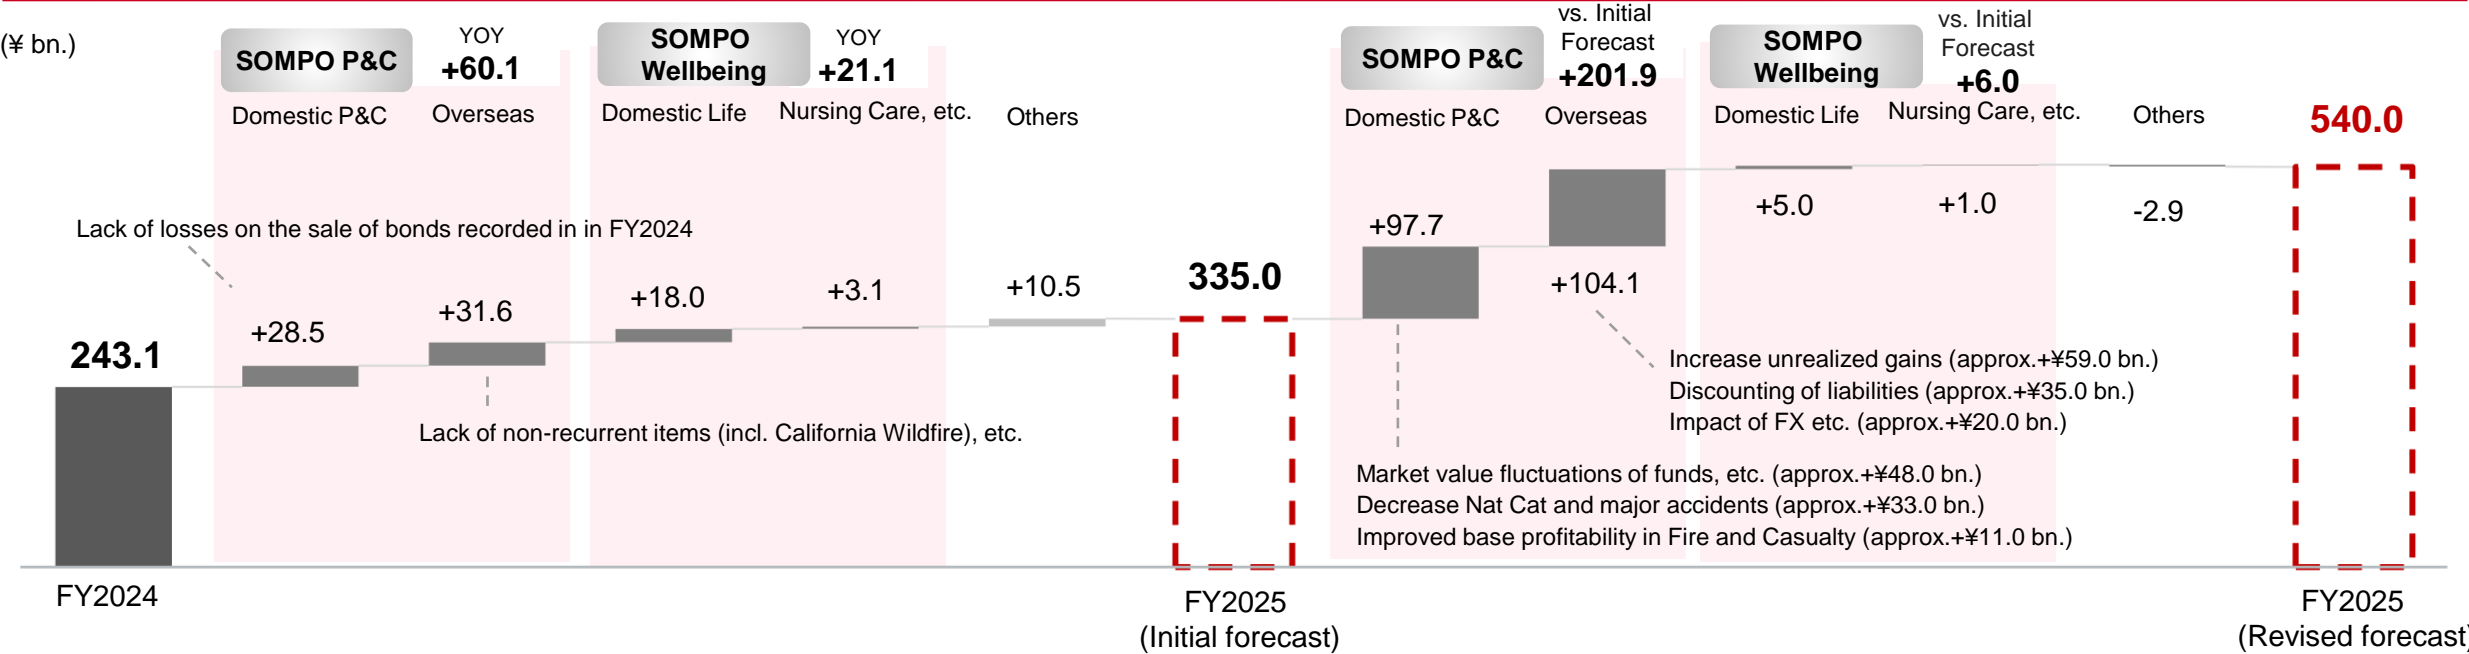 (¥ bn.)
SOMPO P&C
YOY
+60.1
Domestic P&C
Overseas
SOMPO
Wellbeing
YOY
+21.1
Domestic Life
Nursing Care, etc.
Others
Lack of losses on the sale of bonds recorded in in FY2024
243.1
+28.5
+31.6
+18.0
+3.1
+10.5
335.0
Lack of non-recurrent items (incl. California Wildfire), etc.
SOMPO P&C
vs. Initial
Forecast
+201.9
Domestic P&C
Overseas
SOMPO
Wellbeing
vs. Initial
Forecast
+6.0
Domestic Life
Nursing Care, etc.
Others
540.0
+97.7
+104.1
+5.0
+1.0
-2.9
Increase unrealized gains (approx.+¥59.0 bn.)
Discounting of liabilities (approx.+¥35.0 bn.)
Impact of FX etc. (approx.+¥20.0 bn.)
Market value fluctuations of funds, etc. (approx.+¥48.0 bn.)
Decrease Nat Cat and major accidents (approx.+¥33.0 bn.)
Improved base profitability in Fire and Casualty (approx.+¥11.0 bn.)
FY2024
FY2025
(Initial forecast)
FY2025
(Revised forecast)